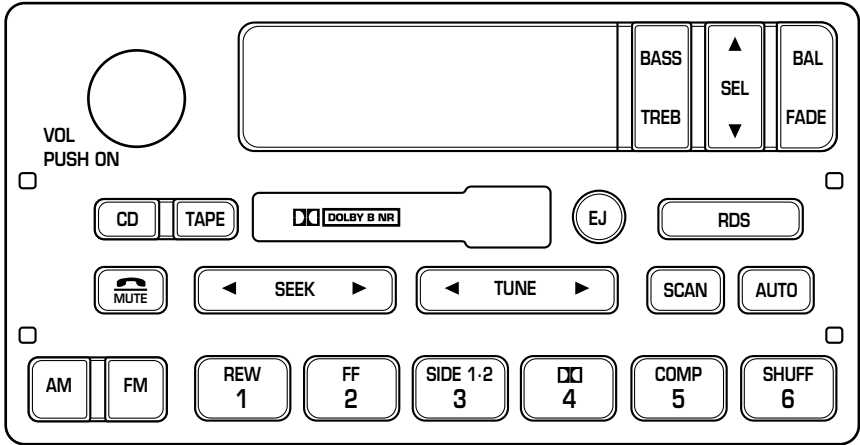 BASS
TREB
▲
SEL
▼
BAL
FADE
VOL
PUSH ON
CD
TAPE
DOLBY B NR
EJ
RDS
MUTE
◄ SEEK ►
◄ TUNE ►
SCAN
AUTO
AM
FM
REW
1
FF
2
SIDE 1·2
3
4
COMP
5
SHUFF
6